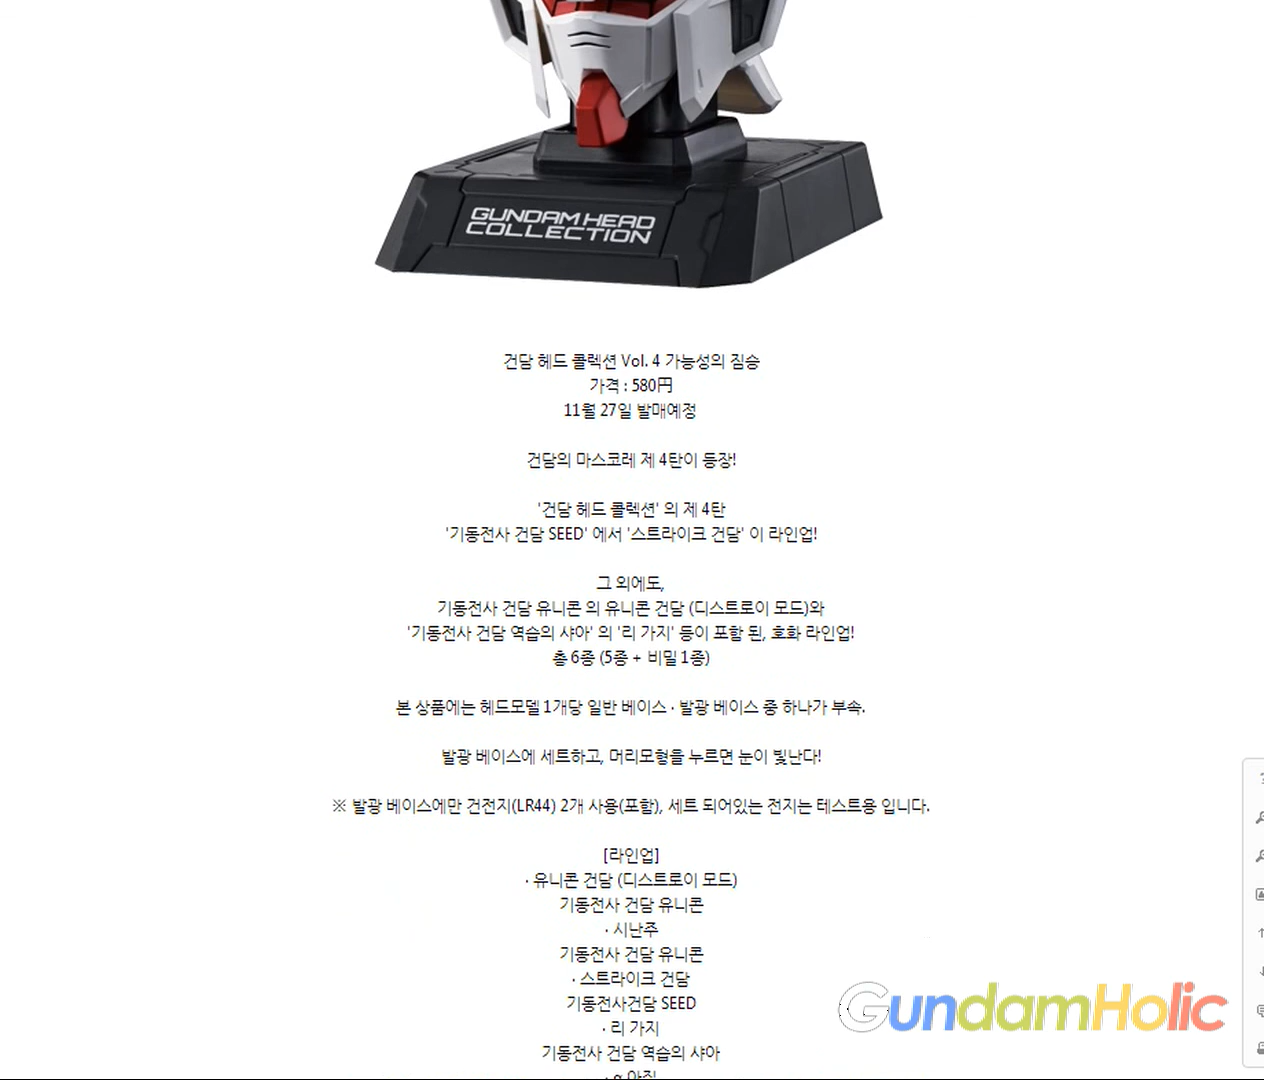 GUNDAM HEAD
COLLECTION
건담 헤드 콜렉션 Vol. 4 가능성의 짐승
가격 : 580円
11월 27일 발매예정
건담의 마스코레 제 4탄이 등장!
'건담 헤드 콜렉션' 의 제 4탄
'기동전사 건담 SEED' 에서 '스트라이크 건담' 이 라인업!
그 외에도,
기동전사 건담 유니콘 의 유니콘 건담 (디스트로이 모드)와
'기동전사 건담 역습의 샤아' 의 '리 가지' 등이 포함 된, 호화 라인업!
총 6종 (5종 + 비밀 1종)
본 상품에는 헤드모델 1개당 일반 베이스 · 발광 베이스 중 하나가 부속.
발광 베이스에 세트하고, 머리모형을 누르면 눈이 빛난다!
※ 발광 베이스에만 건전지(LR44) 2개 사용(포함), 세트 되어있는 전지는 테스트용 입니다.
[라인업]
· 유니콘 건담 (디스트로이 모드)
기동전사 건담 유니콘
· 시난주
기동전사 건담 유니콘
· 스트라이크 건담
기동전사건담 SEED
· 리 가지
기동전사 건담 역습의 샤아
· α 아질
GundamHolic